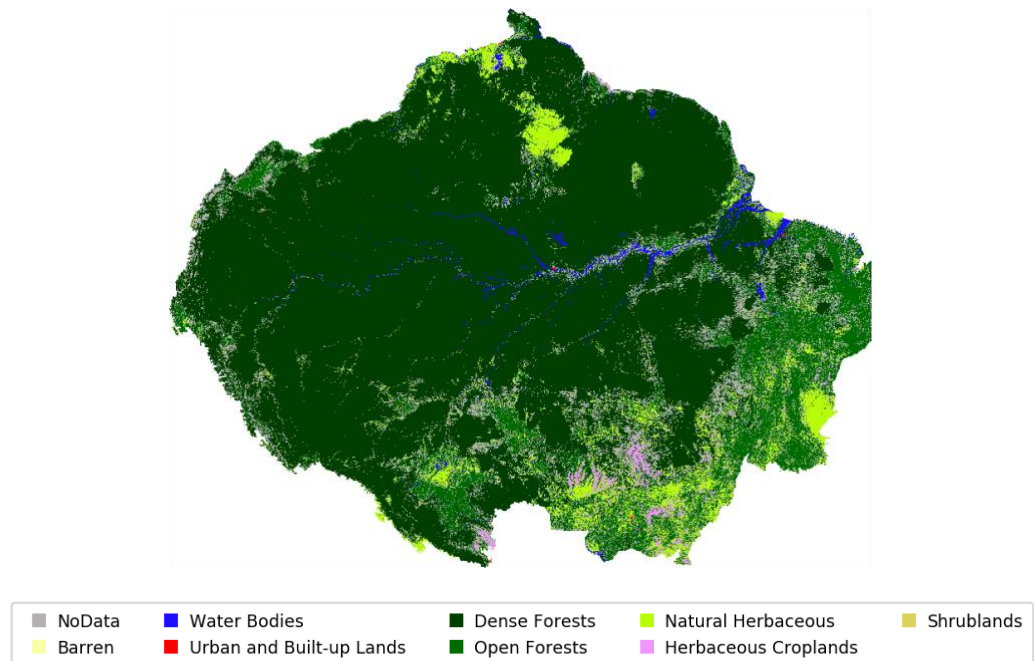 NoData Water Bodies Dense Forests Natural Herbaceous Shrublands
Barren Urban and Built-up Lands Open Forests Herbaceous Croplands